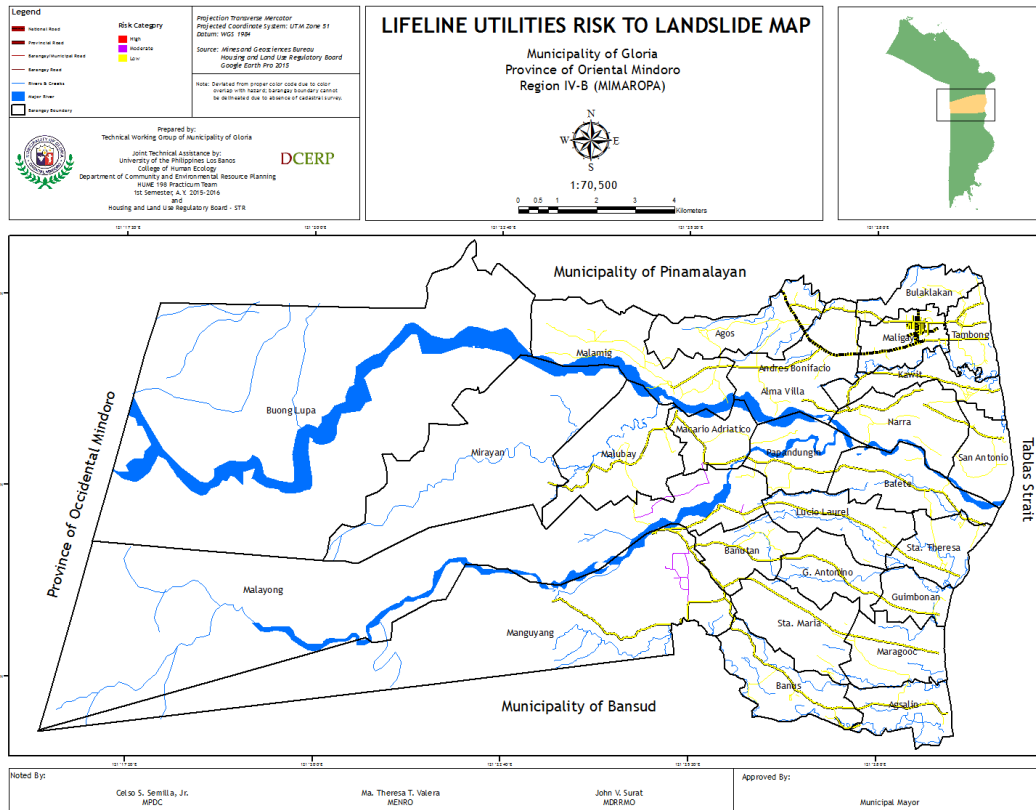 Legend
National Road
Provincial Road
Barangay/Municipal Road
Barangay Road
Rivers & Creeks
Major River
Barangay Boundary
Risk Category
High
Moderate
Low
Projection Transverse Mercator
Projected Coordinate System: UTM Zone 51
Datum: WGS 1984
Source: Mines and Geosciences Bureau
Housing and Land Use Regulatory Board
Google Earth Pro 2015
Note: Deviated from proper color code due to color
overlap with hazard; barangay boundary cannot
be delineated due to absence of cadastral survey.
Prepared by:
Technical Working Group of Municipality of Gloria
Joint Technical Assistance by:
University of the Philippines Los Banos
College of Human Ecology
Department of Community and Environmental Resource Planning
HUME 198 Practicum Team
1st Semester, A.Y. 2015-2016
and
Housing and Land Use Regulatory Board - STR
DCERP
LIFELINE UTILITIES RISK TO LANDSLIDE MAP
Municipality of Gloria
Province of Oriental Mindoro
Region IV-B (MIMAROPA)
N
W E
S
1:70,500
0 0.5 1 2 3 4
Kilometers
Municipality of Pinamalayan
Bulaklakan
Agos
Maligaya
Tambong
Malamig
Andres Bonifacio
Kawit
Alma Villa
Buong Lupa
Narra
Macario Adriatico
Mirayan
Malubay
Papandungin
San Antonio
Balete
Lucio Laurel
Banutan
Sta. Theresa
G. Antonino
Malayong
Guimbonan
Sta. Maria
Manguyang
Maragooc
Banus
Agsalin
Province of Occidental Mindoro
Tablas Strait
Municipality of Bansud
Noted By:
Celso S. Semilla, Jr.
MPDC
Ma. Theresa T. Valera
MENRO
John V. Surat
MDRRMO
Approved By:
Municipal Mayor